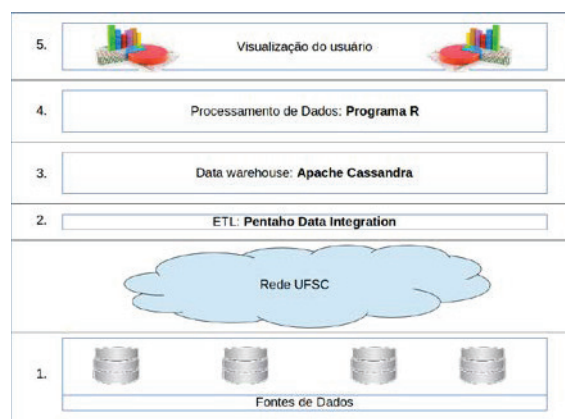 5.
Visualização do usuário
4.
Processamento de Dados: Programa R
3.
Data warehouse: Apache Cassandra
2.
ETL: Pentaho Data Integration
Rede UFSC
1.
Fontes de Dados